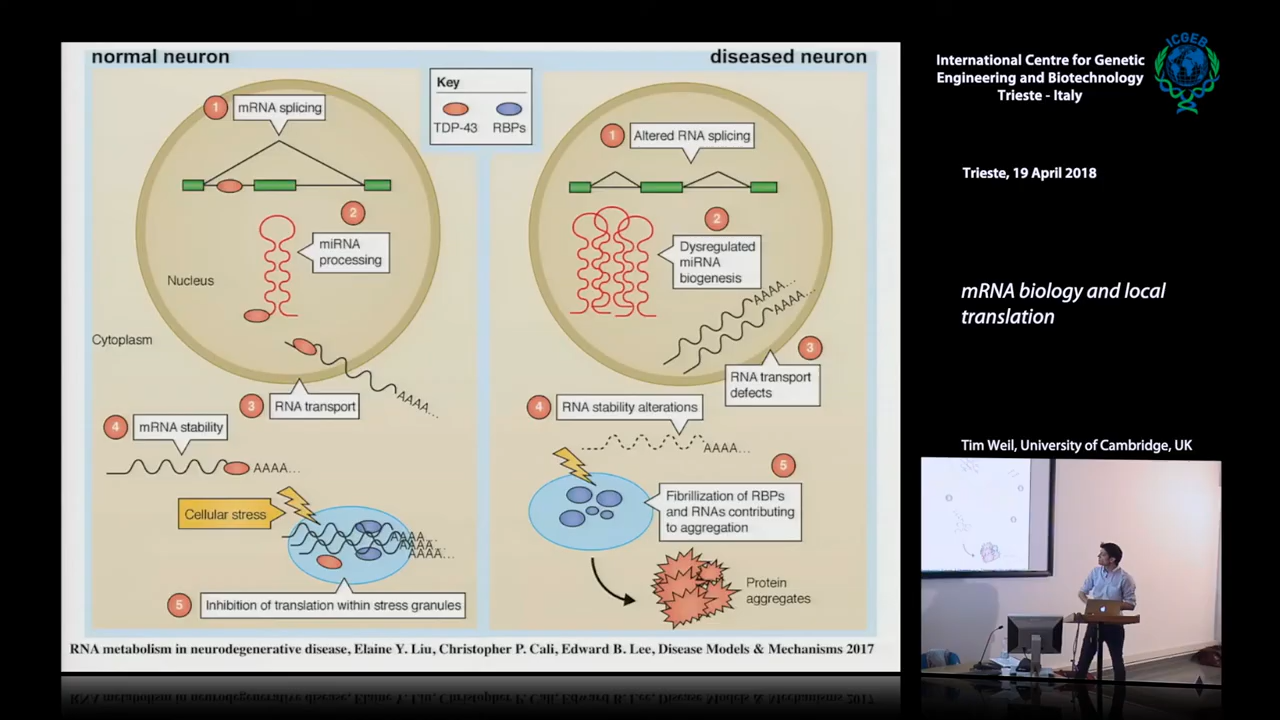 normal neuron
diseased neuron
Key
TDP-43
RBPs
1
mRNA splicing
2
miRNA
processing
Nucleus
Cytoplasm
3
RNA transport
AAAA...
4
mRNA stability
AAAA...
Cellular stress
AAAA...
AAAA...
AAAA...
5
Inhibition of translation within stress granules
1
Altered RNA splicing
2
Dysregulated
miRNA
biogenesis
AAAA...
AAAA...
3
RNA transport
defects
4
RNA stability alterations
AAAA...
5
Fibrillization of RBPs
and RNAs contributing
to aggregation
Protein
aggregates
RNA metabolism in neurodegenerative disease, Elaine Y. Liu, Christopher P. Cali, Edward B. Lee, Disease Models & Mechanisms 2017
International Centre for Genetic
Engineering and Biotechnology
Trieste - Italy
ICGEB
Trieste, 19 April 2018
mRNA biology and local
translation
Tim Weil, University of Cambridge, UK